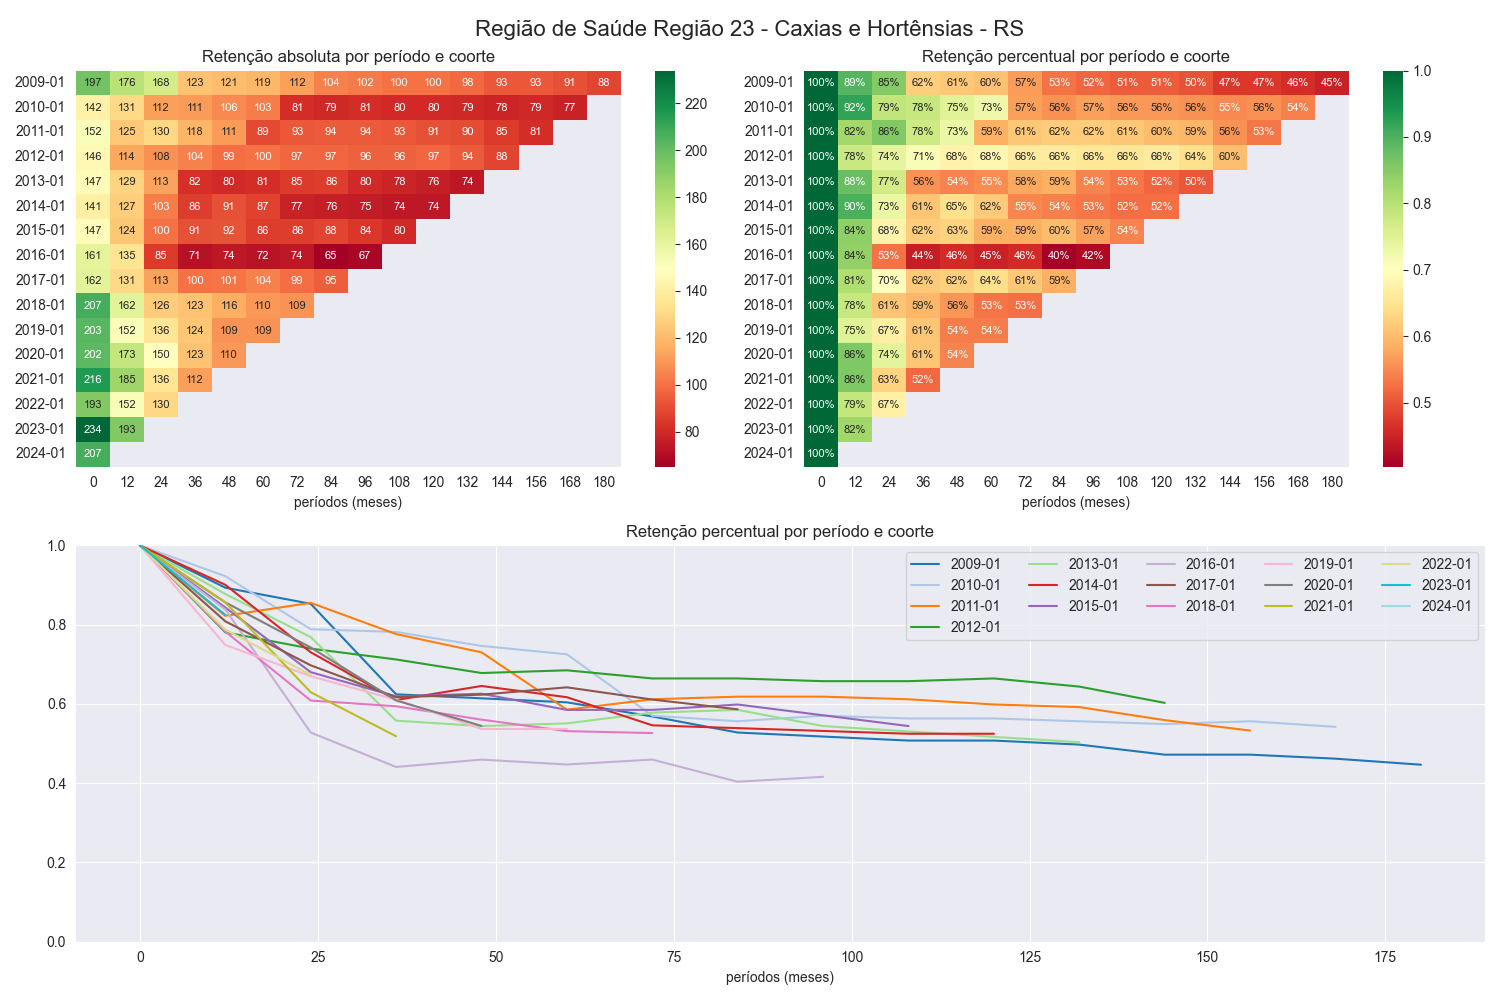 Região de Saúde Região 23 - Caxias e Hortênsias - RS
Retenção absoluta por período e coorte
2009-01 197 176 168 123 121 119 112 104 102 100 100 98 93 93 91 88
2010-01 142 131 112 111 106 103 81 79 81 80 80 79 78 79 77
2011-01 152 125 130 118 111 89 93 94 94 93 91 90 85 81
2012-01 146 114 108 104 99 100 97 97 96 96 97 94 88
2013-01 147 129 113 82 80 81 85 86 80 78 76 74
2014-01 141 127 103 86 91 87 77 76 75 74 74
2015-01 147 124 100 91 92 86 86 88 84 80
2016-01 161 135 85 71 74 72 74 65 67
2017-01 162 131 113 100 101 104 99 95
2018-01 207 162 126 123 116 110 109
2019-01 203 152 136 124 109 109
2020-01 202 173 150 123 110
2021-01 216 185 136 112
2022-01 193 152 130
2023-01 234 193
2024-01 207
0 12 24 36 48 60 72 84 96 108 120 132 144 156 168 180
períodos (meses)
220
200
180
160
140
120
100
80
Retenção percentual por período e coorte
2009-01 100% 89% 85% 62% 61% 60% 57% 53% 52% 51% 51% 50% 47% 47% 46% 45%
2010-01 100% 92% 79% 78% 75% 73% 57% 56% 57% 56% 56% 56% 55% 56% 54%
2011-01 100% 82% 86% 78% 73% 59% 61% 62% 62% 61% 60% 59% 56% 53%
2012-01 100% 78% 74% 71% 68% 68% 66% 66% 66% 66% 66% 64% 60%
2013-01 100% 88% 77% 56% 54% 55% 58% 59% 54% 53% 52% 50%
2014-01 100% 90% 73% 61% 65% 62% 55% 54% 53% 52% 52%
2015-01 100% 84% 68% 62% 63% 59% 59% 60% 57% 54%
2016-01 100% 84% 53% 44% 46% 45% 46% 40% 42%
2017-01 100% 81% 70% 62% 62% 64% 61% 59%
2018-01 100% 78% 61% 59% 56% 53% 53%
2019-01 100% 75% 67% 61% 54% 54%
2020-01 100% 86% 74% 61% 54%
2021-01 100% 86% 63% 52%
2022-01 100% 79% 67%
2023-01 100% 82%
2024-01 100%
0 12 24 36 48 60 72 84 96 108 120 132 144 156 168 180
períodos (meses)
1.0
0.9
0.8
0.7
0.6
0.5
Retenção percentual por período e coorte
1.0
0.8
0.6
0.4
0.2
0.0
2009-01 2013-01 2016-01 2019-01 2022-01
2010-01 2014-01 2017-01 2020-01 2023-01
2011-01 2015-01 2018-01 2021-01 2024-01
2012-01
0 25 50 75 100 125 150 175
períodos (meses)